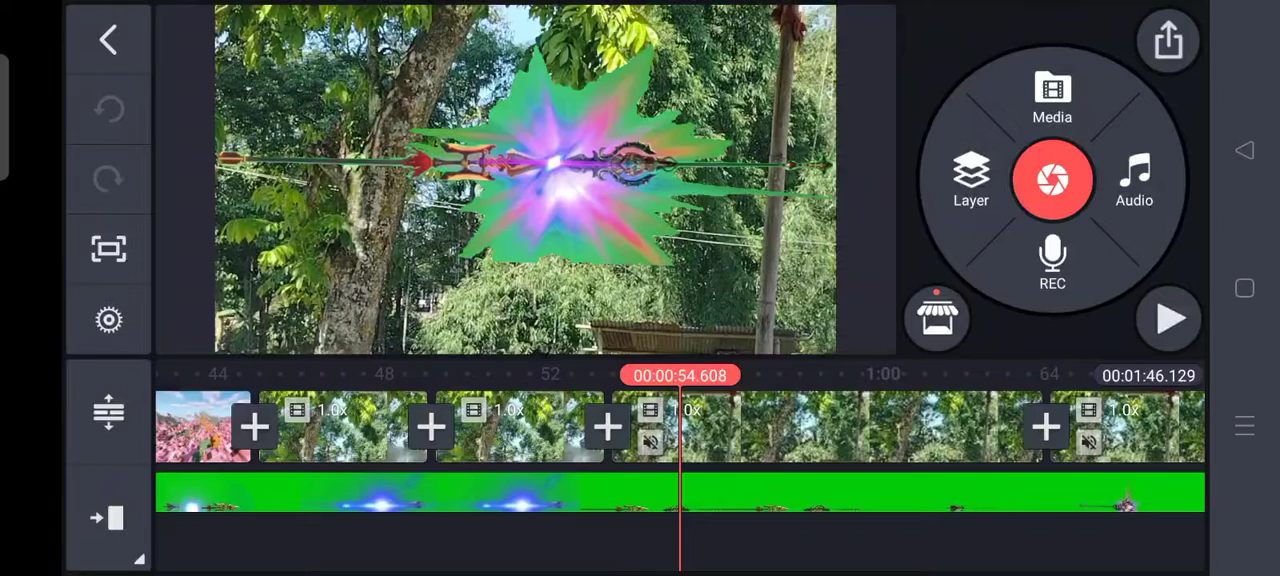 Media
Layer
Audio
REC
44
48
52
00:00:54.608
1:00
64
00:01:46.129
1.0x
1.0x
1.0x
1.0x